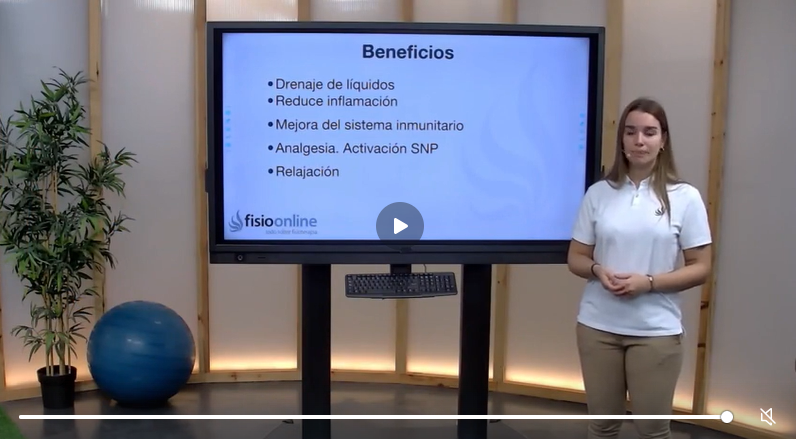 Beneficios
• Drenaje de líquidos
• Reduce inflamación
• Mejora del sistema inmunitario
• Analgesia. Activación SNP
• Relajación
fisioonline